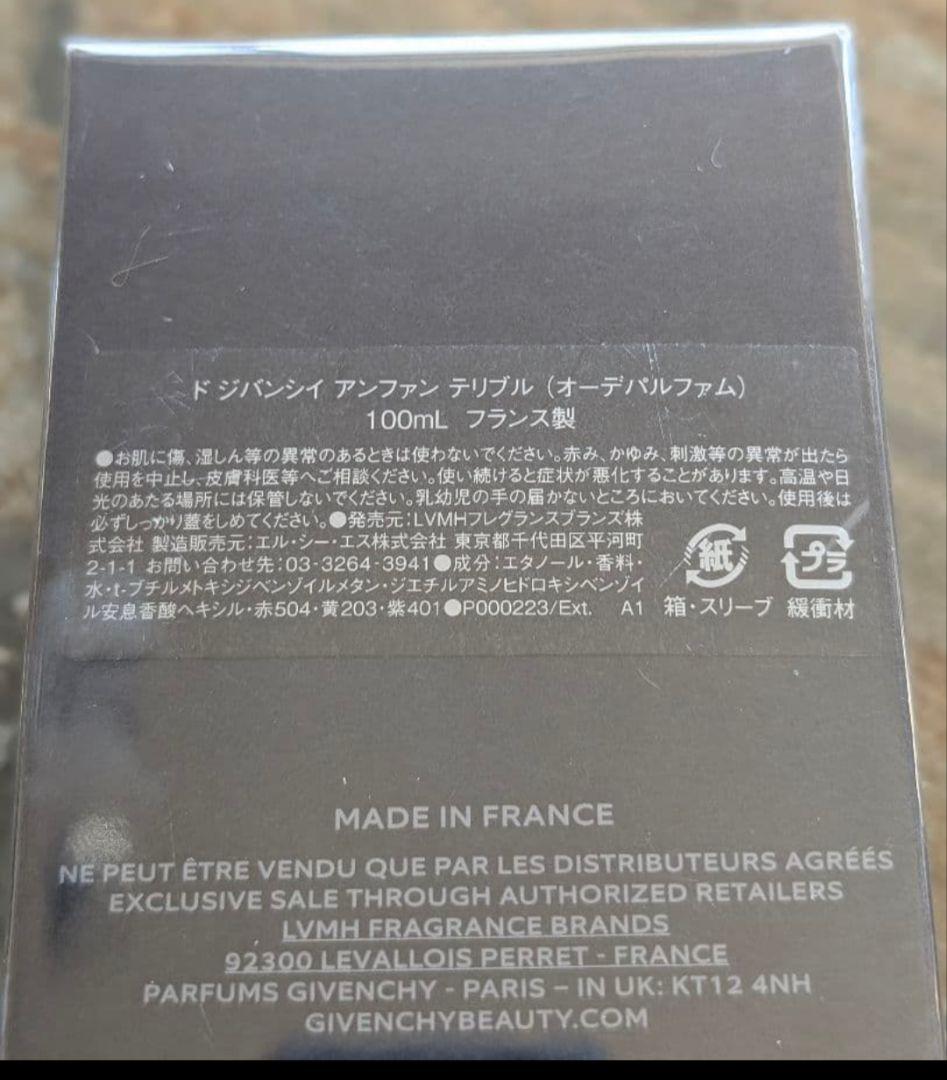 ド ジバンシイ アンファン テリブル（オーデパルファム）
100mL フランス製
●お肌に傷、湿しん等の異常のあるときは使わないでください。赤み、かゆみ、刺激等の異常が出たら
使用を中止し、皮膚科医等へご相談ください。使い続けると症状が悪化することがあります。高温や日
光のあたる場所には保管しないでください。乳幼児の手の届かないところにおいてください。使用後は
必ずしっかり蓋をしめてください。●発売元:LVMHフレグランスブランズ株
式会社 製造販売元:エル・シー・エス株式会社 東京都千代田区平河町
2-1-1 お問い合わせ先:03-3264-3941●成分:エタノール・香料・
水・t-ブチルメトキシジベンゾイルメタン・ジエチルアミノヒドロキシベンゾイ
ル安息香酸ヘキシル・赤504・黄203・紫401●P000223/Ext. A1
紙 プラ
箱・スリーブ 緩衝材
MADE IN FRANCE
NE PEUT ÊTRE VENDU QUE PAR LES DISTRIBUTEURS AGRÉÉS
EXCLUSIVE SALE THROUGH AUTHORIZED RETAILERS
LVMH FRAGRANCE BRANDS
92300 LEVALLOIS PERRET - FRANCE
PARFUMS GIVENCHY - PARIS – IN UK: KT12 4NH
GIVENCHYBEAUTY.COM